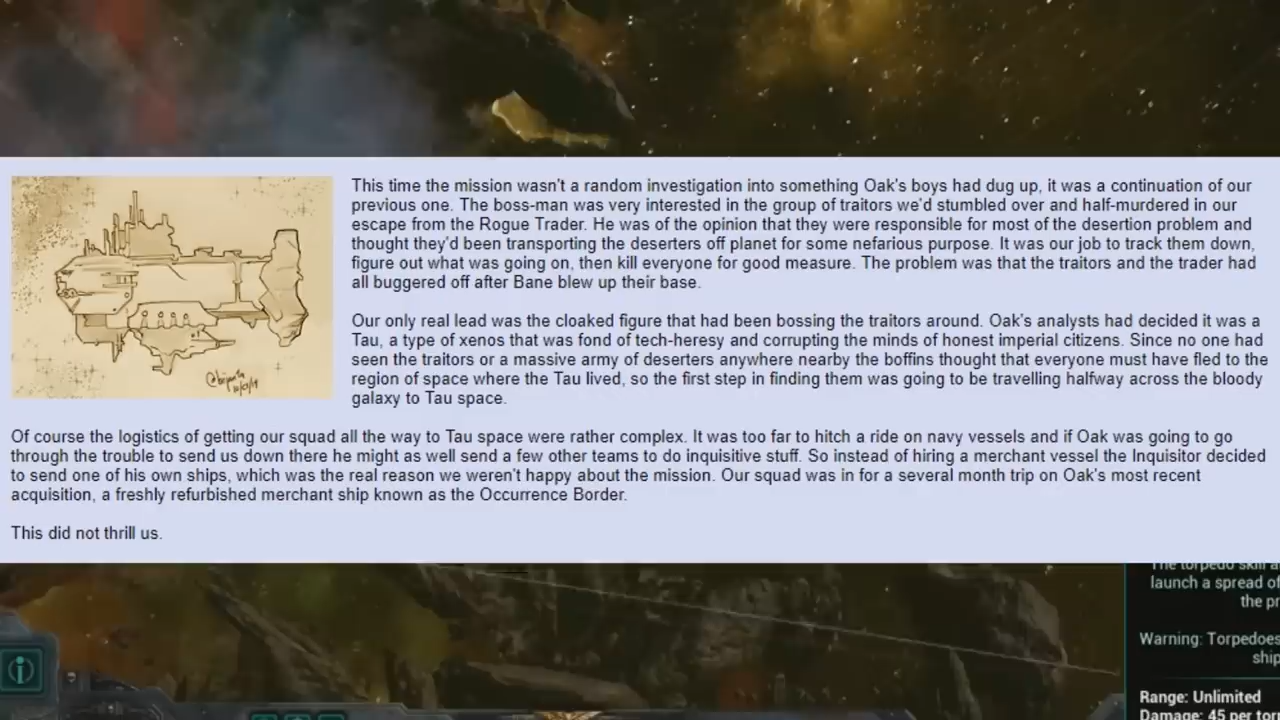 This time the mission wasn't a random investigation into something Oak's boys had dug up, it was a continuation of our
previous one. The boss-man was very interested in the group of traitors we'd stumbled over and half-murdered in our
escape from the Rogue Trader. He was of the opinion that they were responsible for most of the desertion problem and
thought they'd been transporting the deserters off planet for some nefarious purpose. It was our job to track them down,
figure out what was going on, then kill everyone for good measure. The problem was that the traitors and the trader had
all buggered off after Bane blew up their base.
Our only real lead was the cloaked figure that had been bossing the traitors around. Oak's analysts had decided it was a
Tau, a type of xenos that was fond of tech-heresy and corrupting the minds of honest imperial citizens. Since no one had
seen the traitors or a massive army of deserters anywhere nearby the boffins thought that everyone must have fled to the
region of space where the Tau lived, so the first step in finding them was going to be travelling halfway across the bloody
galaxy to Tau space.
Of course the logistics of getting our squad all the way to Tau space were rather complex. It was too far to hitch a ride on navy vessels and if Oak was going to go
through the trouble to send us down there he might as well send a few other teams to do inquisitive stuff. So instead of hiring a merchant vessel the Inquisitor decided
to send one of his own ships, which was the real reason we weren't happy about the mission. Our squad was in for a several month trip on Oak's most recent
acquisition, a freshly refurbished merchant ship known as the Occurrence Border.
This did not thrill us.
The torpedo skill a
launch a spread of
the pr
Warning: Torpedoes
ship
Range: Unlimited
Damage: 45 per tor